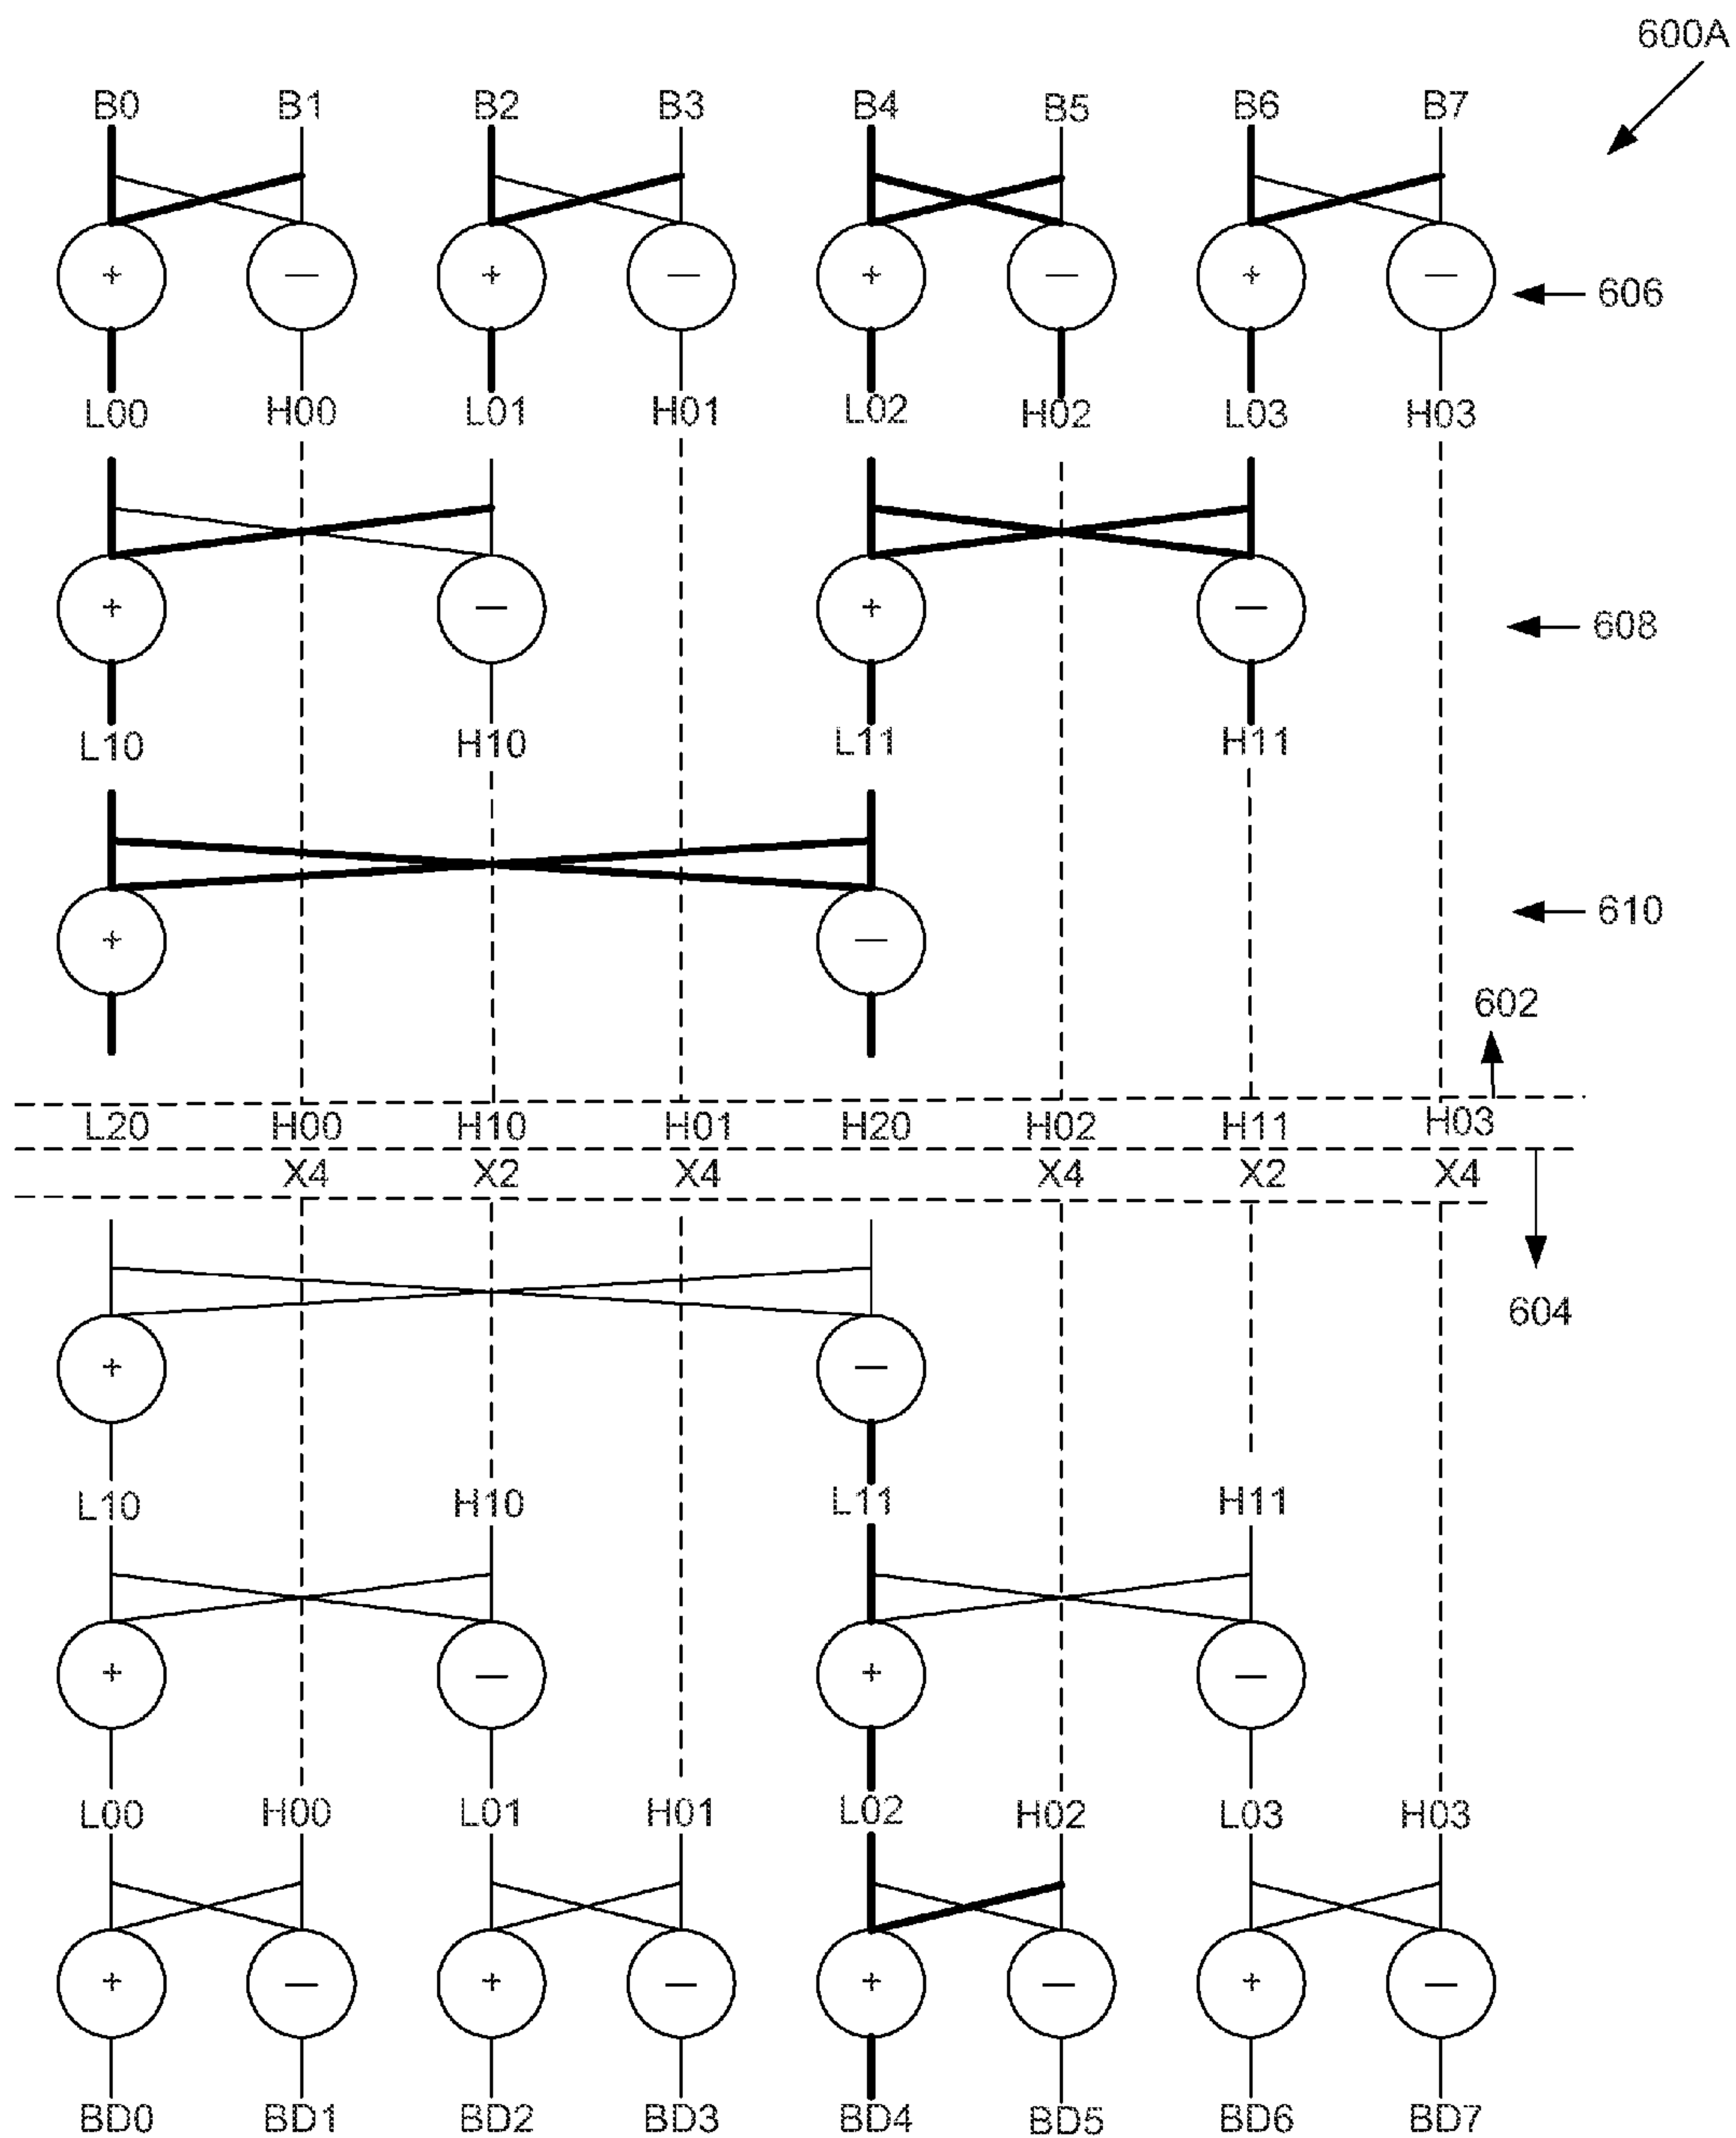 600A
B0 B1 B2 B3 B4 B5 B6 B7
+ — + — + — + —
606
L00 H00 L01 H01 L02 H02 L03 H03
+ — + —
608
L10 H10 L11 H11
+ —
610
602
L20 H00 H10 H01 H20 H02 H11 H03
X4 X2 X4 X4 X2 X4
604
+ —
L10 H10 L11 H11
+ — + —
L00 H00 L01 H01 L02 H02 L03 H03
+ — + — + — + —
BD0 BD1 BD2 BD3 BD4 BD5 BD6 BD7